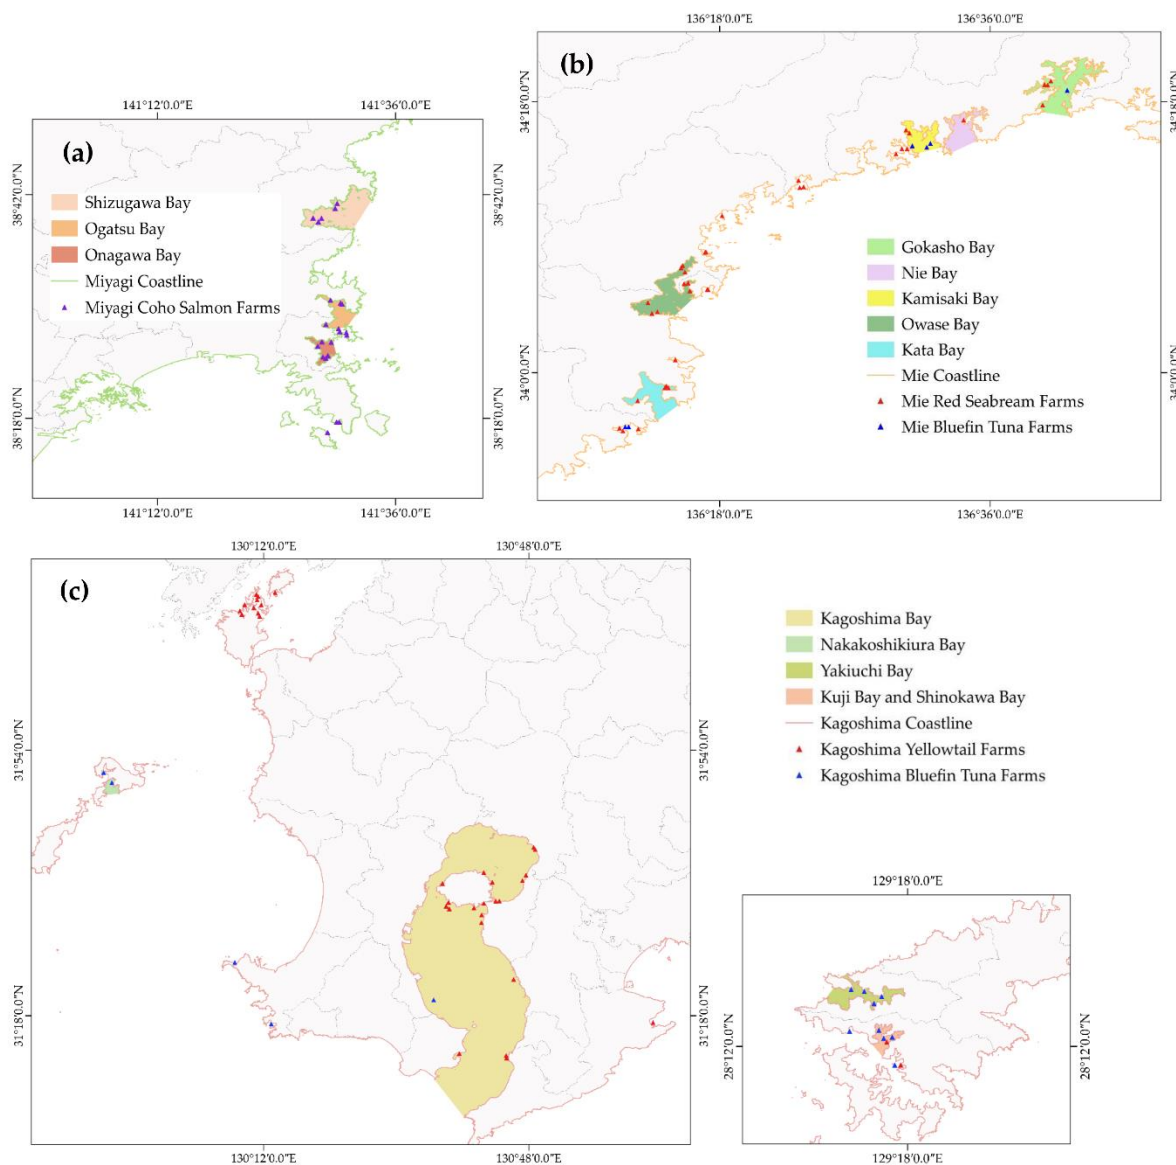 136°18'0.0"E
136°36'0.0"E
(b)
34°18'0.0"N
34°18'0.0"N
141°12'0.0"E
141°36'0.0"E
(a)
38°42'0.0"N
38°42'0.0"N
Shizugawa Bay
Ogatsu Bay
Onagawa Bay
Miyagi Coastline
Miyagi Coho Salmon Farms
38°18'0.0"N
38°18'0.0"N
141°12'0.0"E
141°36'0.0"E
Gokasho Bay
Nie Bay
Kamisaki Bay
Owase Bay
Kata Bay
Mie Coastline
Mie Red Seabream Farms
Mie Bluefin Tuna Farms
34°0'0.0"N
34°0'0.0"N
136°18'0.0"E
136°36'0.0"E
130°12'0.0"E
130°48'0.0"E
(c)
31°54'0.0"N
31°54'0.0"N
Kagoshima Bay
Nakakoshikiura Bay
Yakiuchi Bay
Kuji Bay and Shinokawa Bay
Kagoshima Coastline
Kagoshima Yellowtail Farms
Kagoshima Bluefin Tuna Farms
31°18'0.0"N
31°18'0.0"N
130°12'0.0"E
130°48'0.0"E
129°18'0.0"E
28°12'0.0"N
28°12'0.0"N
129°18'0.0"E